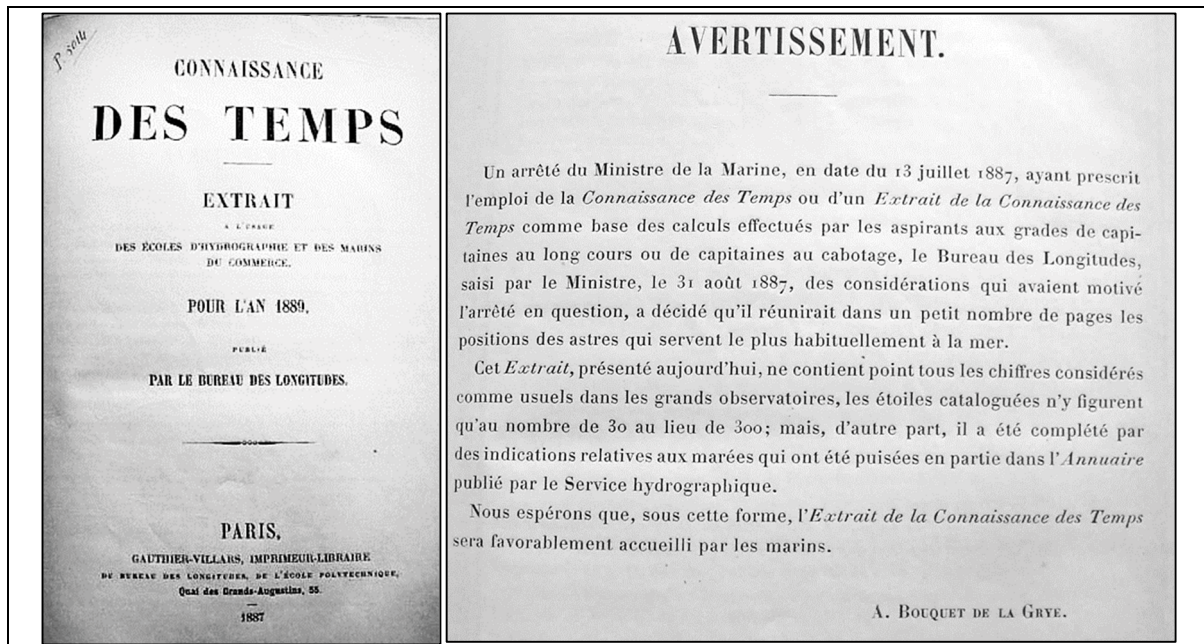 P. 5014
CONNAISSANCE
DES TEMPS
EXTRAIT
A L'USAGE
DES ÉCOLES D'HYDROGRAPHIE ET DES MARINS
DU COMMERCE,
POUR L'AN 1889,
PUBLIÉ
PAR LE BUREAU DES LONGITUDES.
PARIS,
GAUTHIER-VILLARS, IMPRIMEUR-LIBRAIRE
DU BUREAU DES LONGITUDES, DE L'ÉCOLE POLYTECHNIQUE,
Quai des Grands-Augustins, 55.
1887
AVERTISSEMENT.
Un arrêté du Ministre de la Marine, en date du 13 juillet 1887, ayant prescrit
l'emploi de la Connaissance des Temps ou d'un Extrait de la Connaissance des
Temps comme base des calculs effectués par les aspirants aux grades de capi-
taines au long cours ou de capitaines au cabotage, le Bureau des Longitudes,
saisi par le Ministre, le 31 août 1887, des considérations qui avaient motivé
l'arrêté en question, a décidé qu'il réunirait dans un petit nombre de pages les
positions des astres qui servent le plus habituellement à la mer.
Cet Extrait, présenté aujourd'hui, ne contient point tous les chiffres considérés
comme usuels dans les grands observatoires, les étoiles cataloguées n'y figurent
qu'au nombre de 30 au lieu de 300; mais, d'autre part, il a été complété par
des indications relatives aux marées qui ont été puisées en partie dans l'Annuaire
publié par le Service hydrographique.
Nous espérons que, sous cette forme, l'Extrait de la Connaissance des Temps
sera favorablement accueilli par les marins.
A. BOUQUET DE LA GRYE.